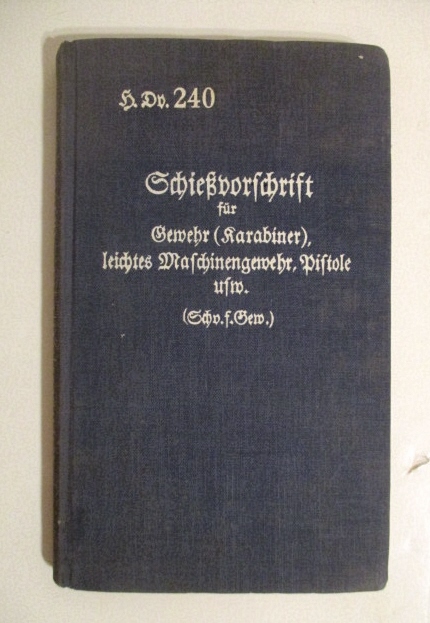 H. Dv. 240
Schießvorschrift
für
Gewehr (Karabiner),
leichtes Maschinengewehr, Pistole
usw.
(Schv. f. Gew.)